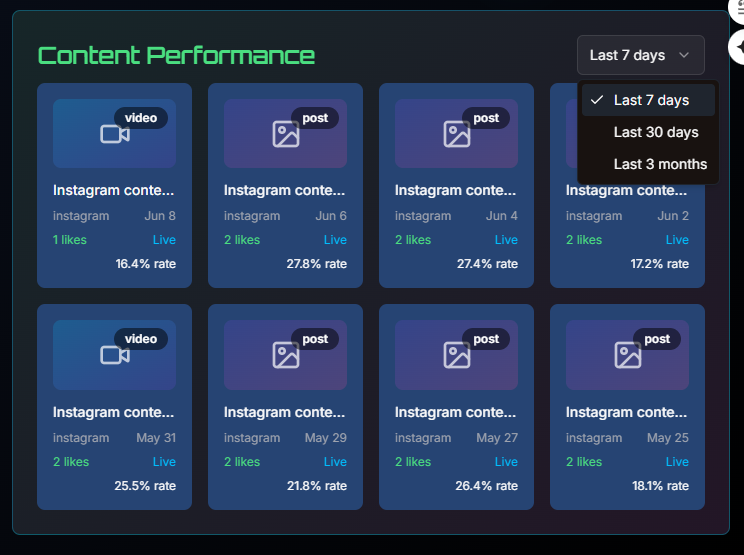 Content Performance
Last 7 days
Last 7 days
Last 30 days
Last 3 months
video
Instagram conte...
instagram Jun 8
1 likes Live
16.4% rate
post
Instagram conte...
instagram Jun 6
2 likes Live
27.8% rate
post
Instagram conte...
instagram Jun 4
2 likes Live
27.4% rate
Instagram conte...
instagram Jun 2
2 likes Live
17.2% rate
video
Instagram conte...
instagram May 31
2 likes Live
25.5% rate
post
Instagram conte...
instagram May 29
2 likes Live
21.8% rate
post
Instagram conte...
instagram May 27
2 likes Live
26.4% rate
post
Instagram conte...
instagram May 25
2 likes Live
18.1% rate